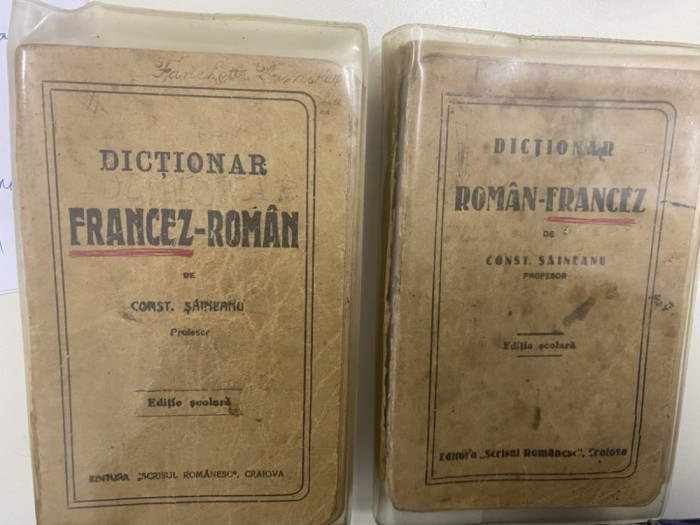 DICȚIONAR
FRANCEZ-ROMÂN
DE
CONST. ȘĂINEANU
Profesor
Ediție școlară
EDITURA „SCRISUL ROMÂNESC", CRAIOVA
DICȚIONAR
ROMÂN-FRANCEZ
DE
CONST. ȘĂINEANU
PROFESOR
Ediție școlară
Editura „Scrisul Românesc", Craiova